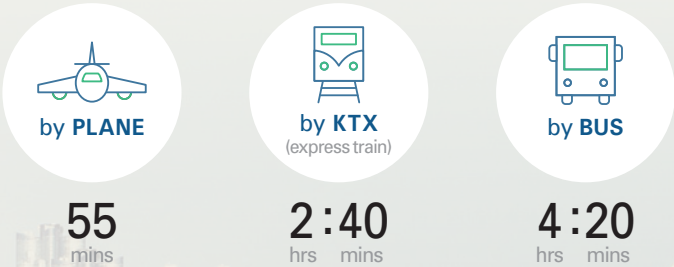 by PLANE
55
mins
by KTX
(express train)
2:40
hrs mins
by BUS
4:20
hrs mins